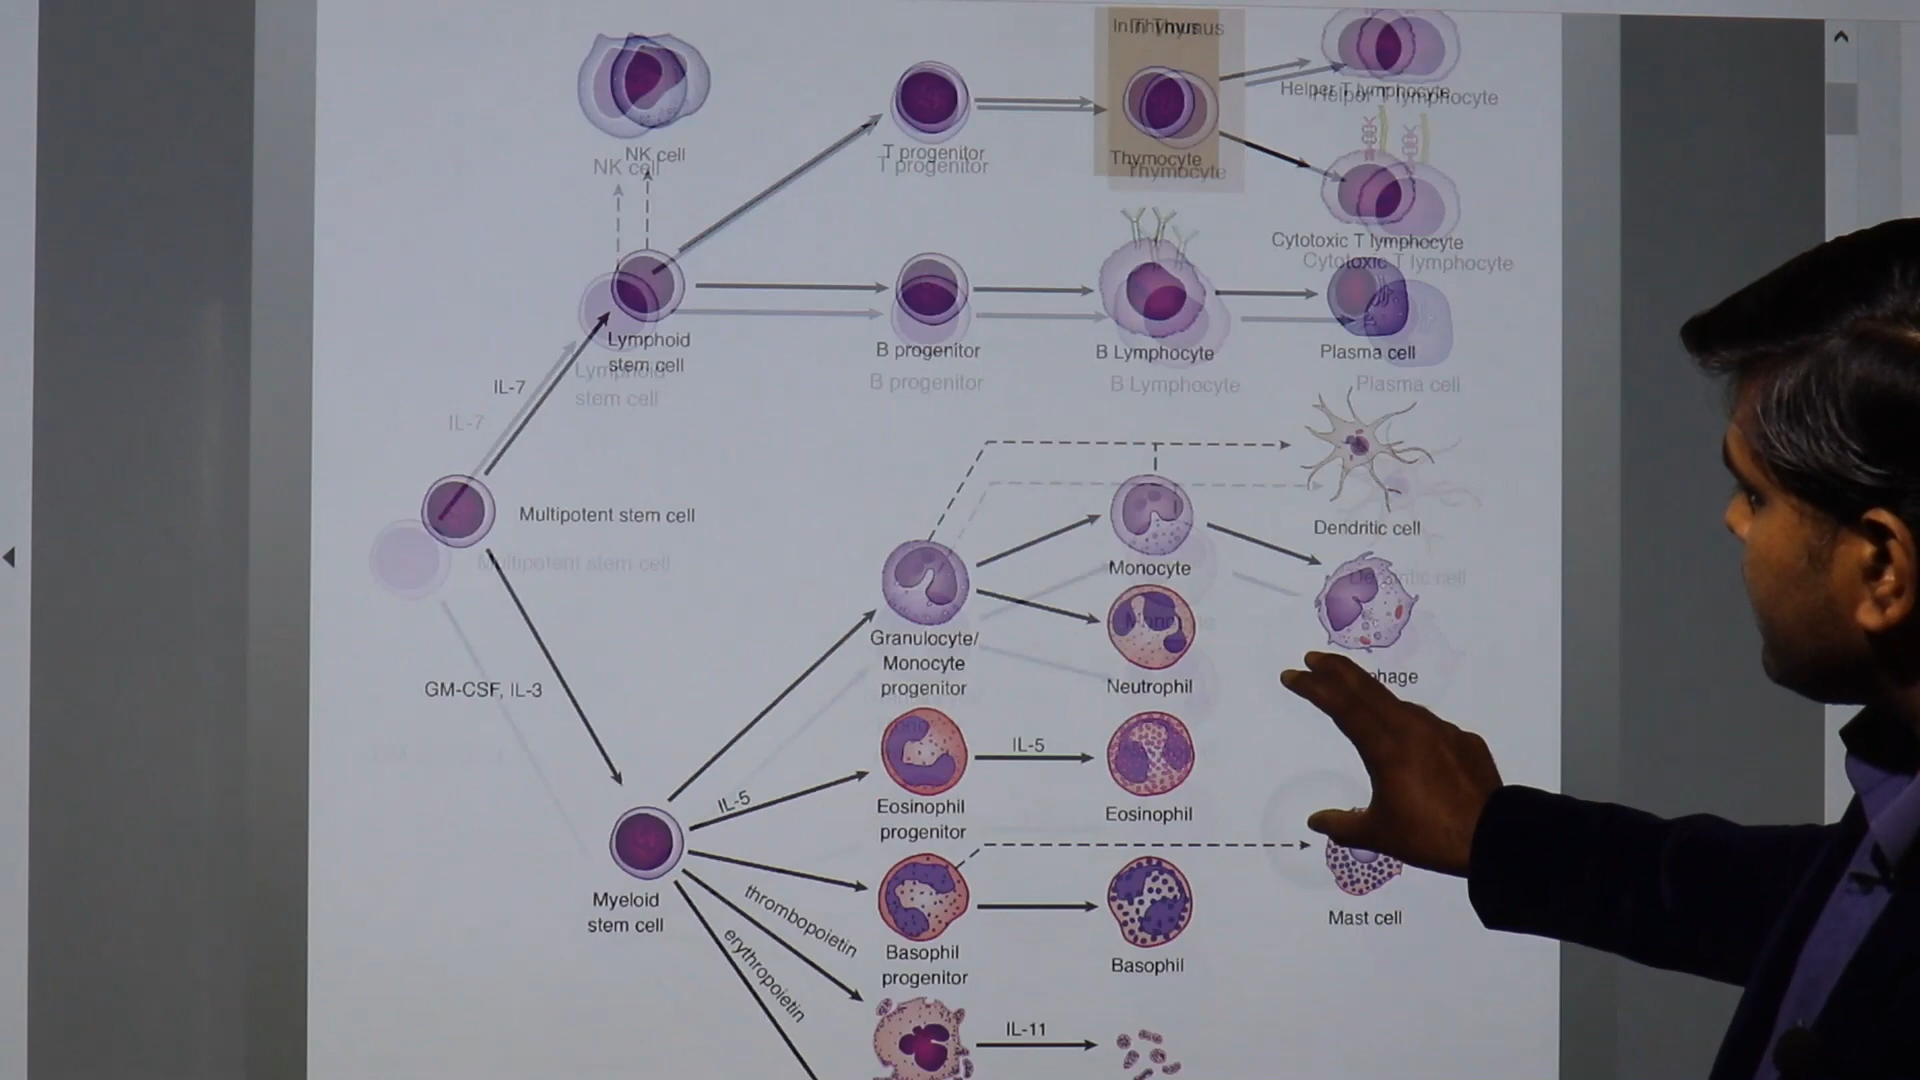 In Thymus
Helper T lymphocyte
NK cell
T progenitor
Thymocyte
Cytotoxic T lymphocyte
Lymphoid
stem cell
B progenitor
B Lymphocyte
Plasma cell
IL-7
Multipotent stem cell
Dendritic cell
Monocyte
Granulocyte/
Monocyte
progenitor
Neutrophil
GM-CSF, IL-3
IL-5
Eosinophil
progenitor
IL-5
Eosinophil
Myeloid
stem cell
thrombopoietin
erythropoietin
Basophil
progenitor
Basophil
Mast cell
IL-11